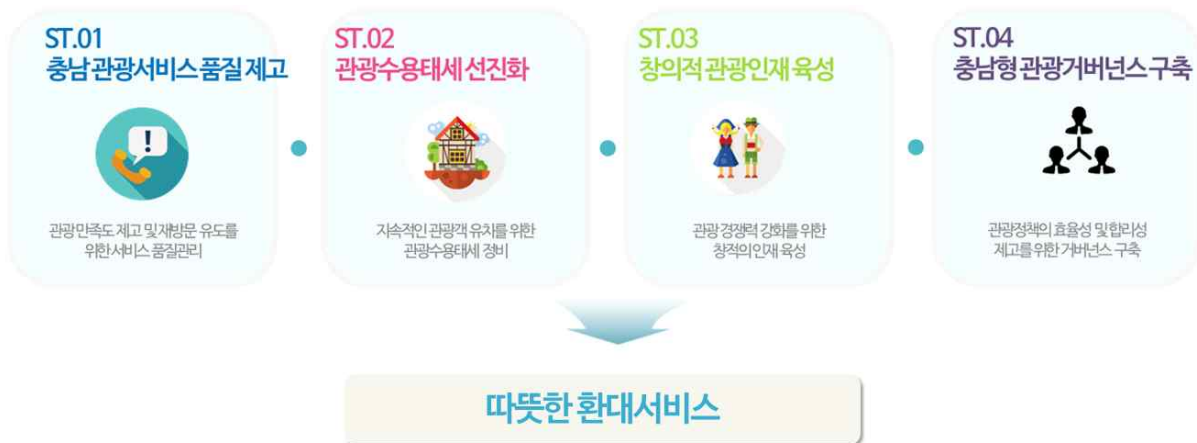 ST.01
충남 관광서비스 품질 제고
!
관광 만족도 제고 및 재방문 유도를
위한 서비스 품질관리
ST.02
관광수용태세 선진화
지속적인 관광객 유치를 위한
관광수용태세 정비
ST.03
창의적 관광인재 육성
관광 경쟁력 강화를 위한
창적의 인재 육성
ST.04
충남형 관광거버넌스 구축
관광정책의 효율성 및 합리성
제고를 위한 거버넌스 구축
따뜻한 환대서비스